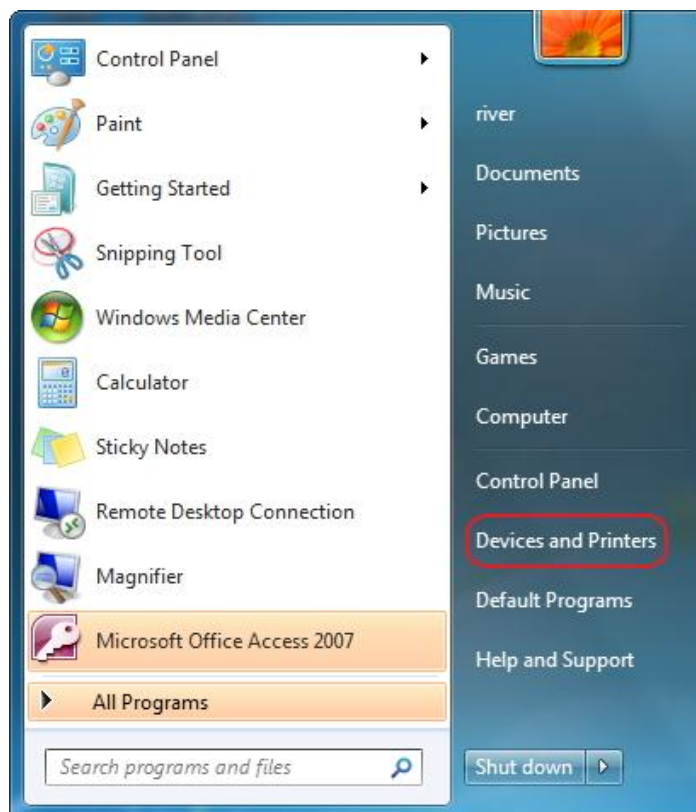 Control Panel
Paint
Getting Started
Snipping Tool
Windows Media Center
Calculator
Sticky Notes
Remote Desktop Connection
Magnifier
Microsoft Office Access 2007
All Programs
Search programs and files
river
Documents
Pictures
Music
Games
Computer
Control Panel
Devices and Printers
Default Programs
Help and Support
Shut down